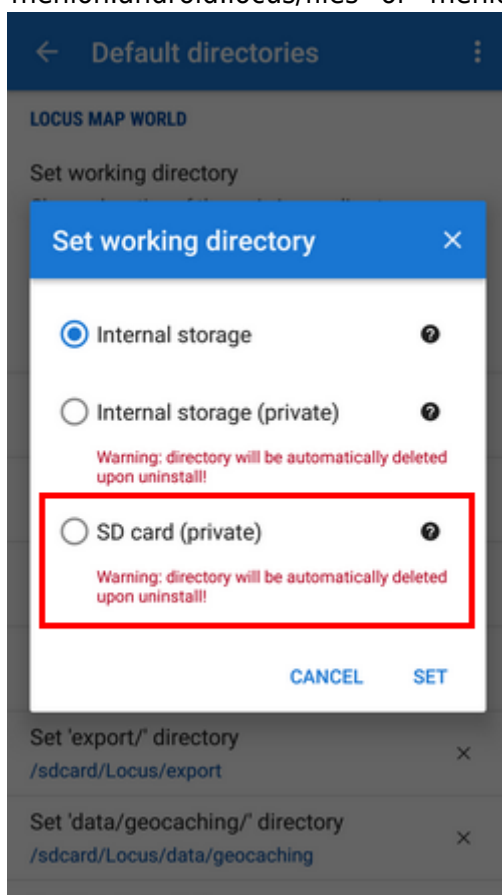 Default directories
LOCUS MAP WORLD
Set working directory
Set working directory
Internal storage
Internal storage (private)
Warning: directory will be automatically deleted
upon uninstall!
SD card (private)
Warning: directory will be automatically deleted
upon uninstall!
CANCEL SET
Set 'export/' directory
/sdcard/Locus/export
Set 'data/geocaching/' directory
/sdcard/Locus/data/geocaching